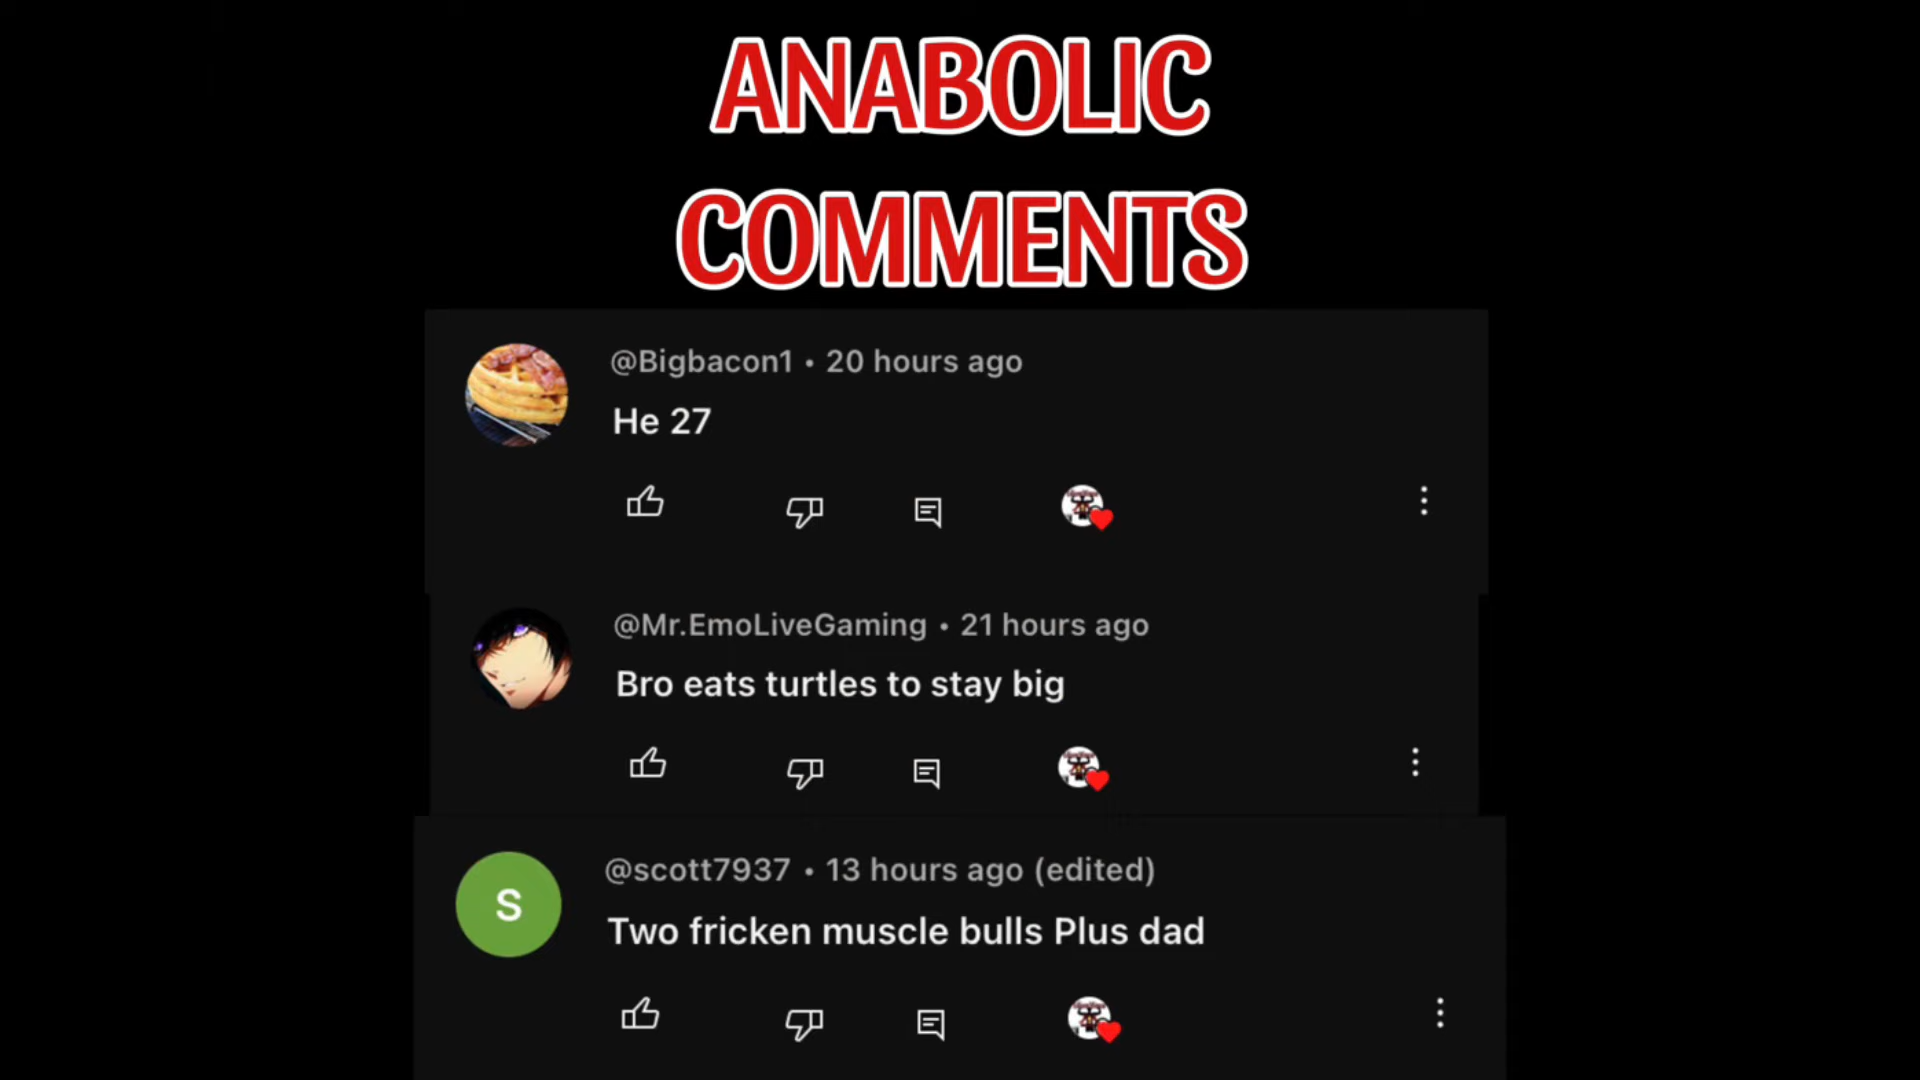 ANABOLIC
COMMENTS
@Bigbacon1 • 20 hours ago
He 27
@Mr.EmoLiveGaming • 21 hours ago
Bro eats turtles to stay big
S
@scott7937 • 13 hours ago (edited)
Two fricken muscle bulls Plus dad